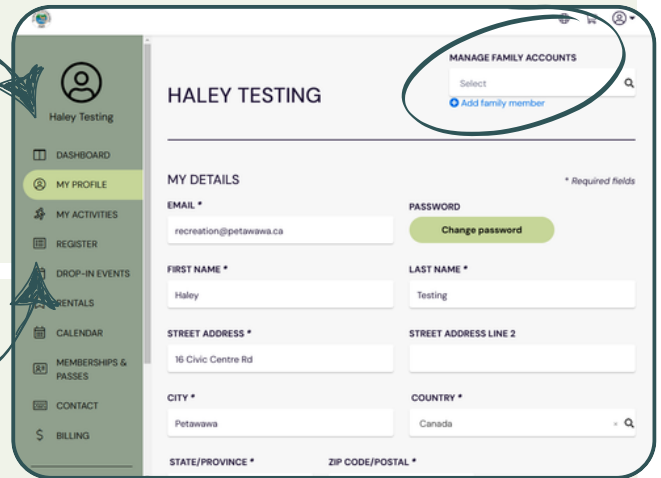 MANAGE FAMILY ACCOUNTS
Select
Add family member
HALEY TESTING
Haley Testing
DASHBOARD
MY PROFILE
MY ACTIVITIES
REGISTER
DROP-IN EVENTS
RENTALS
CALENDAR
MEMBERSHIPS &
PASSES
CONTACT
$ BILLING
MY DETAILS
* Required fields
EMAIL *
PASSWORD
recreation@petawawa.ca
Change password
FIRST NAME *
LAST NAME *
Haley
Testing
STREET ADDRESS *
STREET ADDRESS LINE 2
16 Civic Centre Rd
CITY *
COUNTRY *
Petawawa
Canada ×
STATE/PROVINCE *
ZIP CODE/POSTAL *